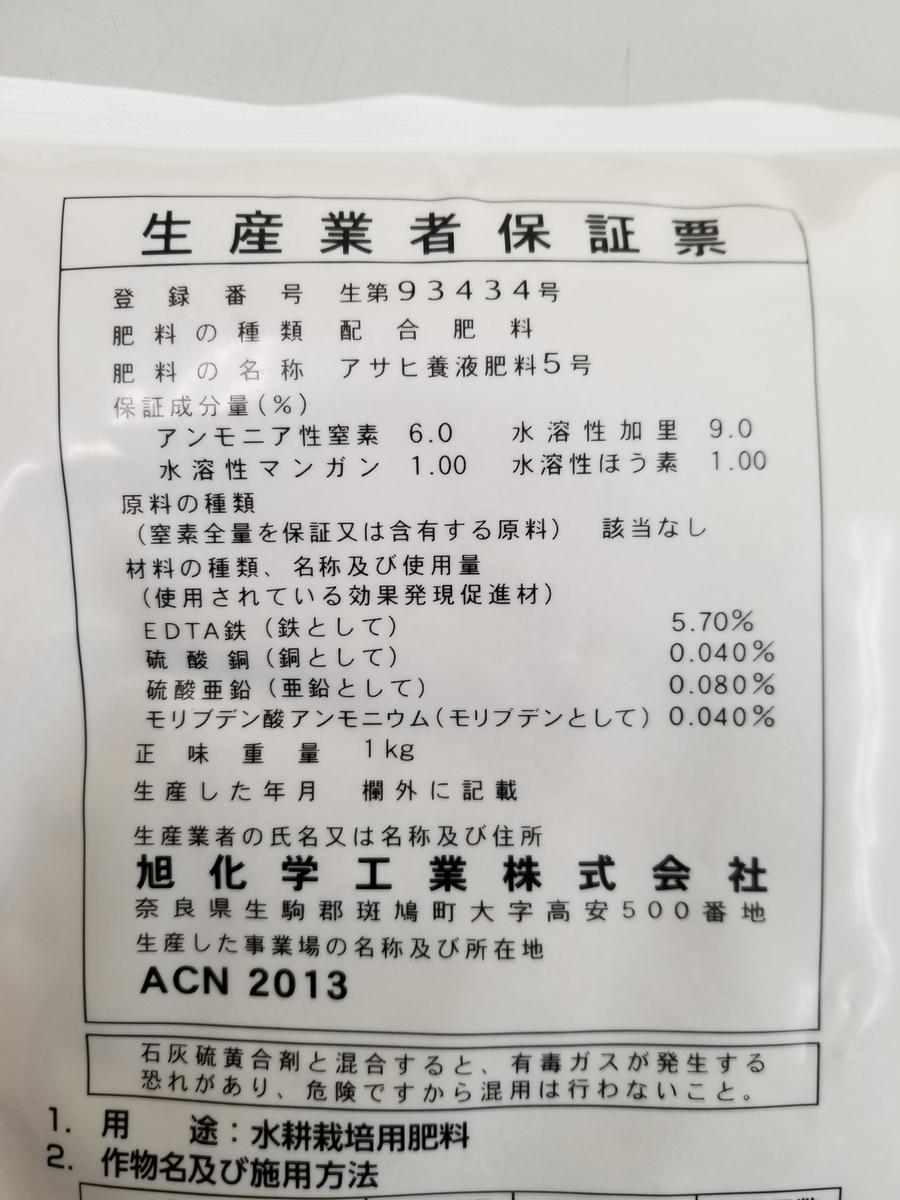 生産業者保証票
登録番号 生第93434号
肥料の種類 配合肥料
肥料の名称 アサヒ養液肥料5号
保証成分量(%)
アンモニア性窒素 6.0 水溶性加里 9.0
水溶性マンガン 1.00 水溶性ほう素 1.00
原料の種類
(窒素全量を保証又は含有する原料) 該当なし
材料の種類、名称及び使用量
(使用されている効果発現促進材)
EDTA鉄(鉄として) 5.70%
硫酸銅(銅として) 0.040%
硫酸亜鉛(亜鉛として) 0.080%
モリブデン酸アンモニウム(モリブデンとして) 0.040%
正味重量 1kg
生産した年月 欄外に記載
生産業者の氏名又は名称及び住所
旭化学工業株式会社
奈良県生駒郡斑鳩町大字高安500番地
生産した事業場の名称及び所在地
ACN 2013
石灰硫黄合剤と混合すると、有毒ガスが発生する
恐れがあり、危険ですから混用は行わないこと。
1. 用途:水耕栽培用肥料
2. 作物名及び施用方法